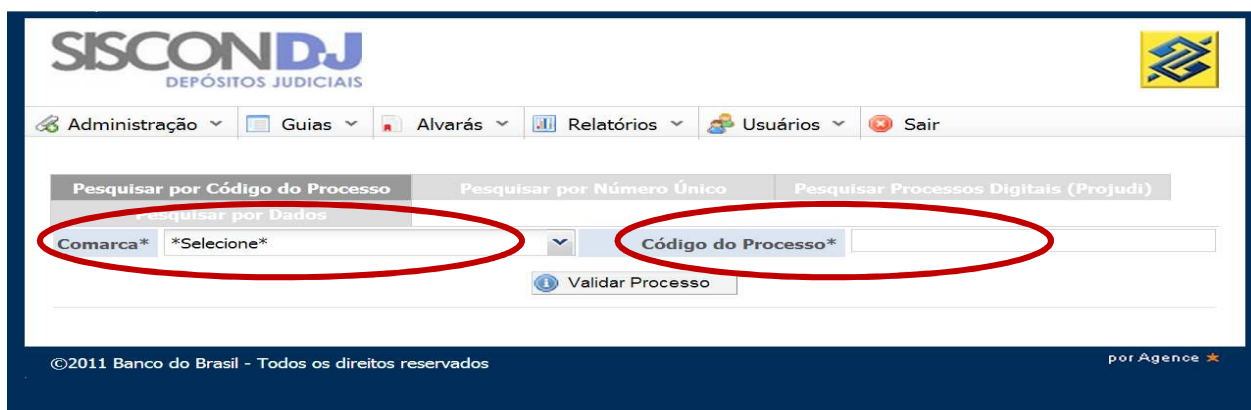 SISCONDJ
DEPÓSITOS JUDICIAIS
Administração Guias Alvarás Relatórios Usuários Sair
Pesquisar por Código do Processo Pesquisar por Número Único Pesquisar Processos Digitais (Projudi)
Pesquisar por Dados
Comarca* *Selecione* Código do Processo*
Validar Processo
©2011 Banco do Brasil - Todos os direitos reservados por Agence